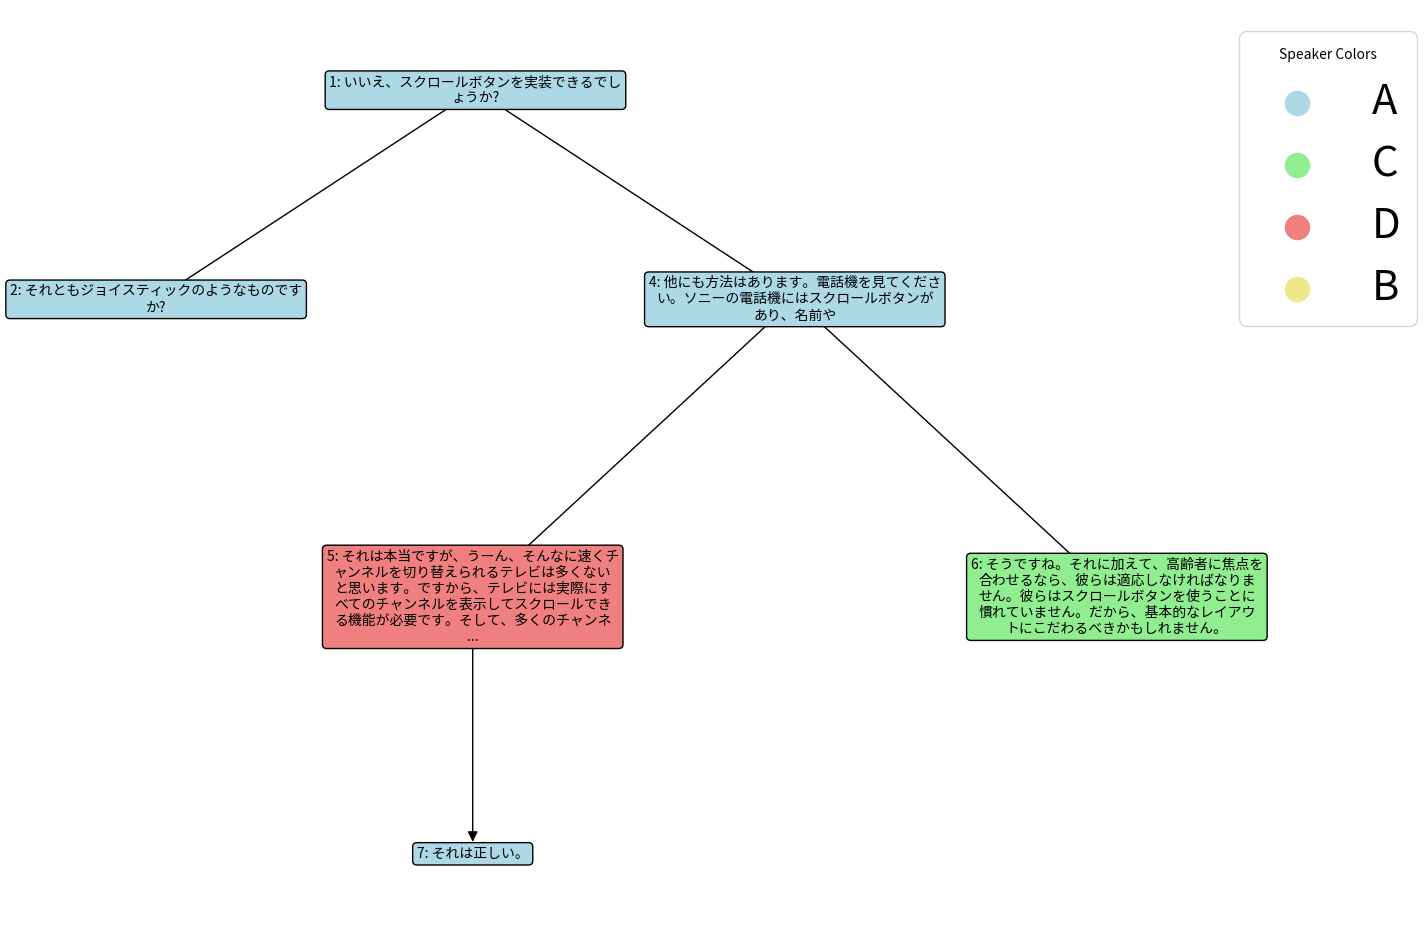 1: いいえ、スクロールボタンを実装できるでし
ょうか?
2: それともジョイスティックのようなものです
か?
4: 他にも方法はあります。電話機を見てくださ
い。ソニーの電話機にはスクロールボタンが
あり、名前や
5: それは本当ですが、うーん、そんなに速くチ
ャンネルを切り替えられるテレビは多くない
と思います。ですから、テレビには実際にす
べてのチャンネルを表示してスクロールでき
る機能が必要です。そして、多くのチャンネ
...
6: そうですね。それに加えて、高齢者に焦点を
合わせるなら、彼らは適応しなければなりま
せん。彼らはスクロールボタンを使うことに
慣れていません。だから、基本的なレイアウ
トにこだわるべきかもしれません。
7: それは正しい。
Speaker Colors
A
C
D
B